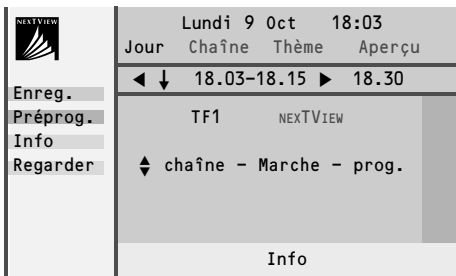 NEXTVIEW
Lundi 9 Oct 18:03
Jour Chaîne Thème Aperçu
◀ ↓ 18.03-18.15 ▶ 18.30
Enreg.
Préprog.
Info
Regarder
TF1 NEXTVIEW
chaîne - Marche - prog.
Info